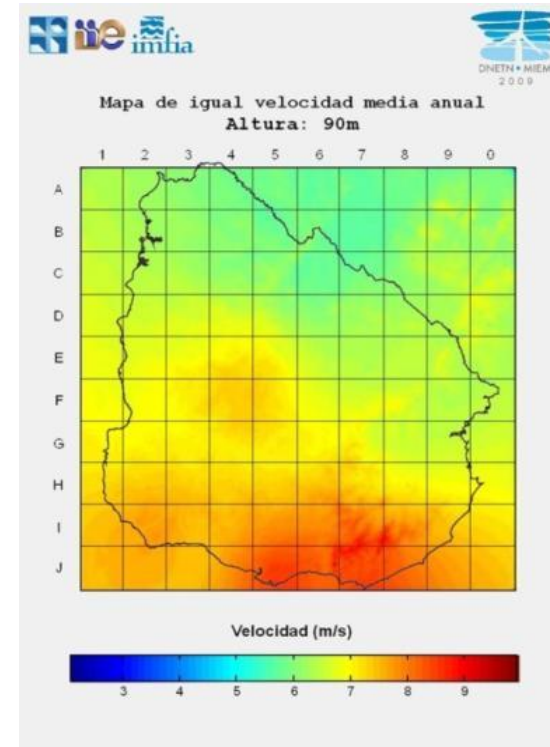 iie imfia
DNETN • MIEM
2009
Mapa de igual velocidad media anual
Altura: 90m
1 2 3 4 5 6 7 8 9 0
A
B
C
D
E
F
G
H
I
J
Velocidad (m/s)
3 4 5 6 7 8 9